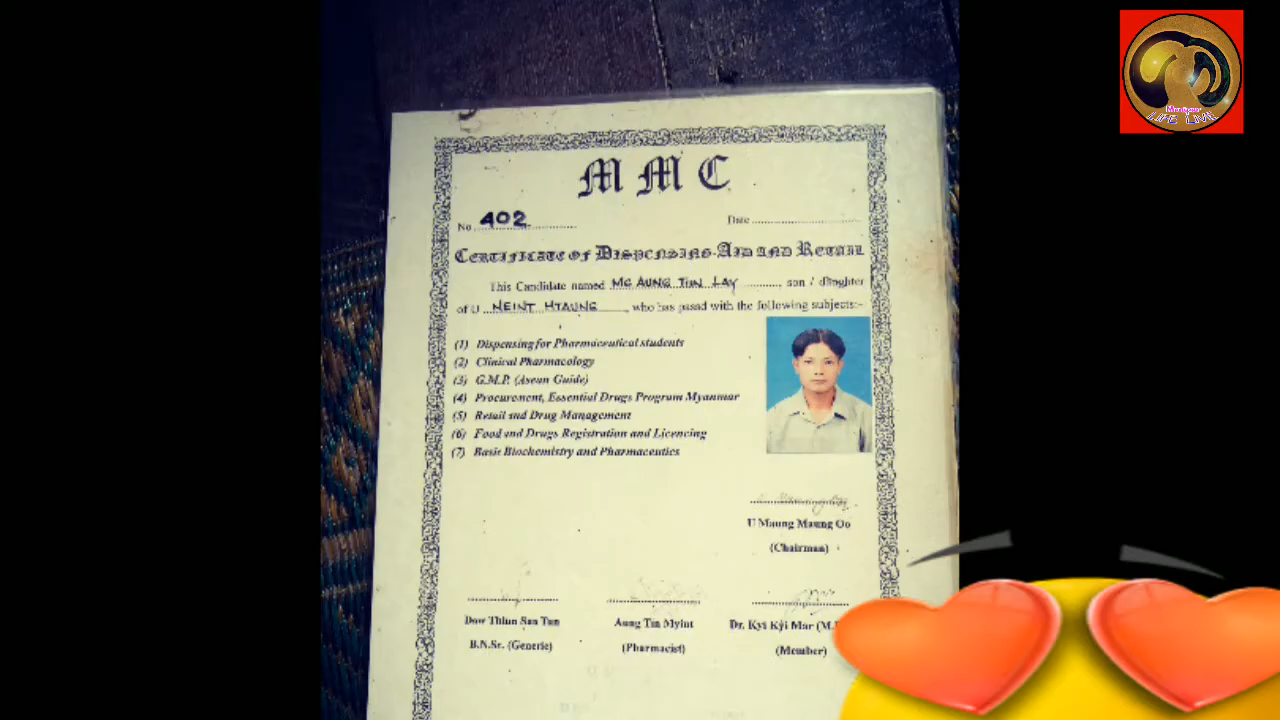 LIFE LIVE
M M C
No 402
Date
CERTIFICATE OF DISPENSING-AID AND RETAIL
This Candidate named MG AUNG TUN LAY son / daughter
of U NEINT HTAUNG, who has passed with the following subjects:-
(1) Dispensing for Pharmaceutical students
(2) Clinical Pharmacology
(3) G.M.P. (Asean Guide)
(4) Procurement, Essential Drugs Program Myanmar
(5) Retail and Drug Management
(6) Food and Drugs Registration and Licencing
(7) Basic Biochemistry and Pharmaceutics
U Maung Maung Oo
(Chairman)
Daw Thiun San Tun Aung Tin Myint Dr. Kyi Kyi Mar (M.
B.N.Sc. (Generic) (Pharmacist) (Member)